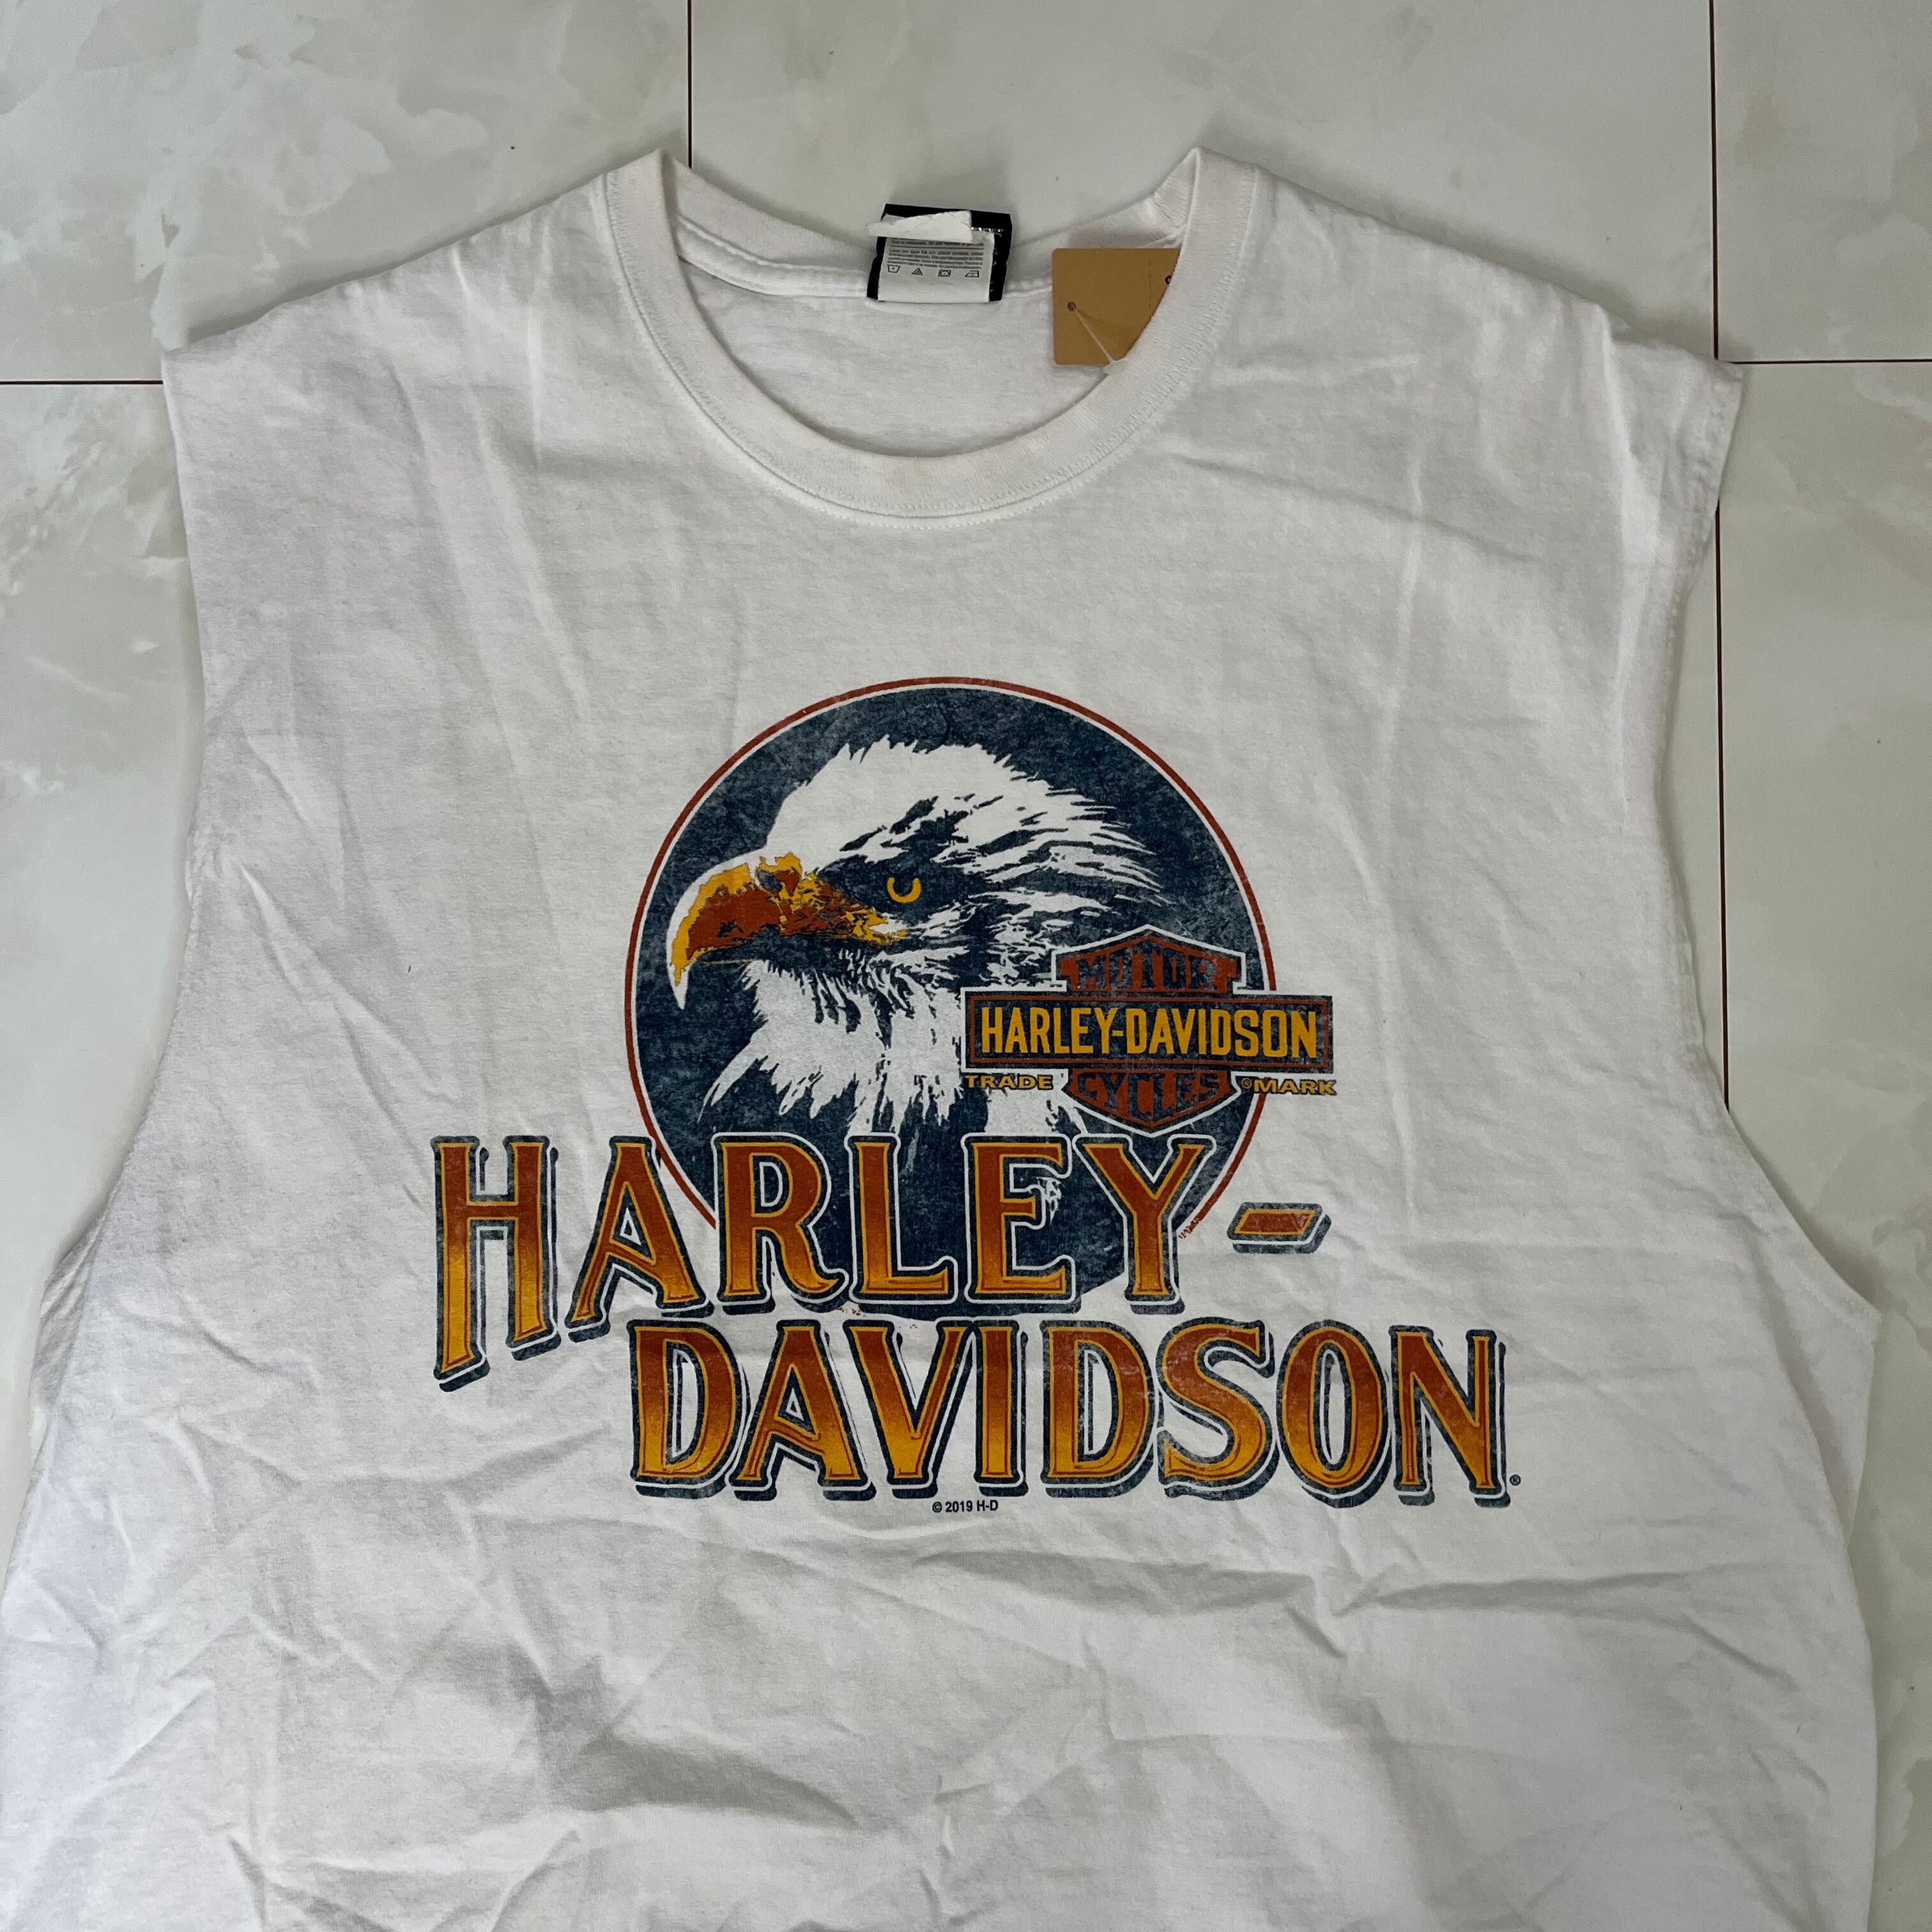 MOTOR
HARLEY-DAVIDSON
TRADE ®MARK
CYCLES
HARLEY-
DAVIDSON®
© 2019 H-D